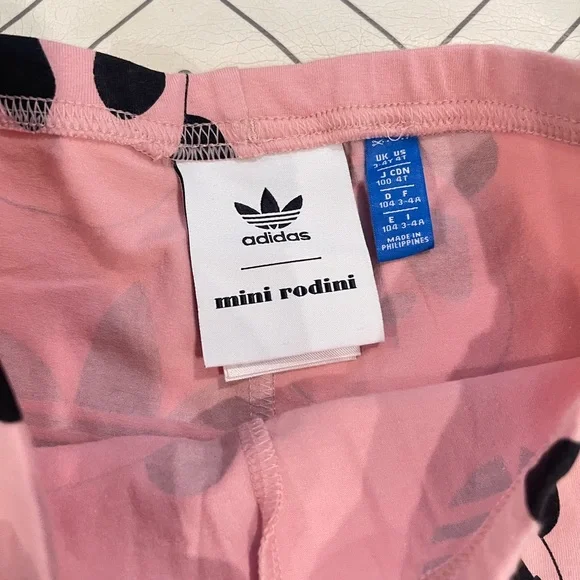 adidas
mini rodini
UK US
3-4Y 4T
J CDN
100 4T
D F
104 3-4A
E I
104 3-4A
MADE IN
PHILIPPINES